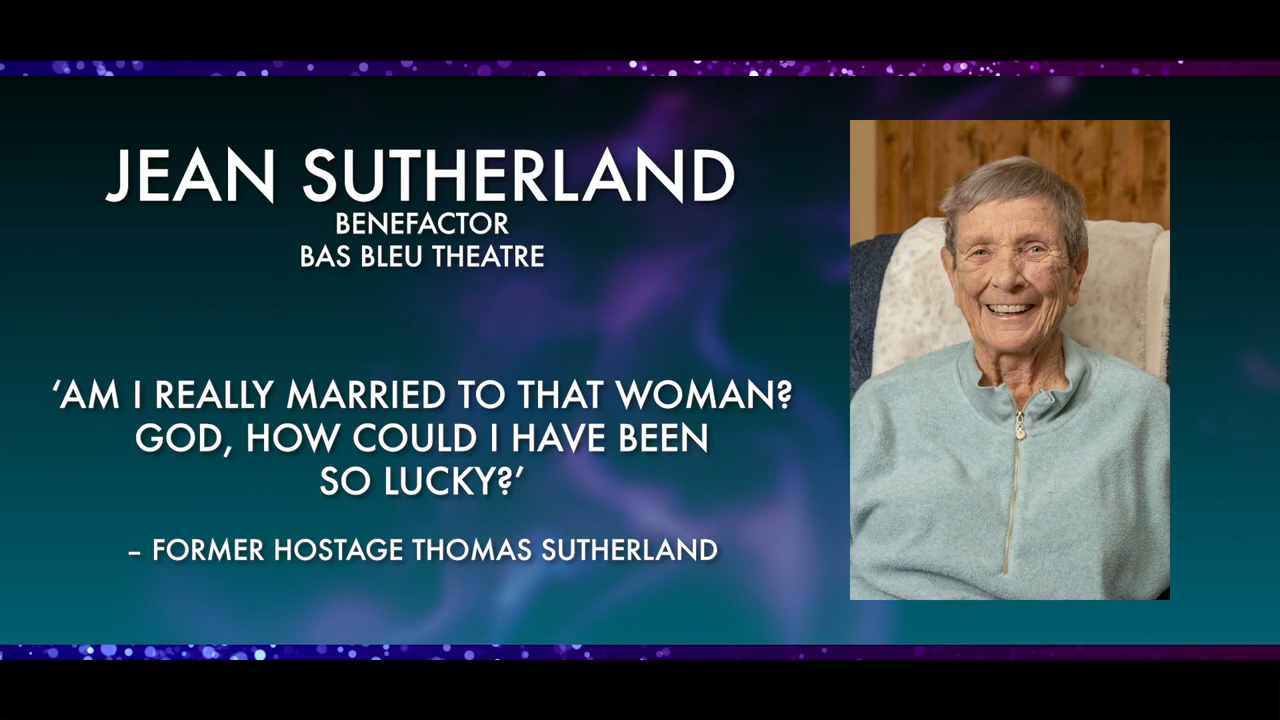 JEAN SUTHERLAND
BENEFACTOR
BAS BLEU THEATRE
‘AM I REALLY MARRIED TO THAT WOMAN?
GOD, HOW COULD I HAVE BEEN
SO LUCKY?’
– FORMER HOSTAGE THOMAS SUTHERLAND